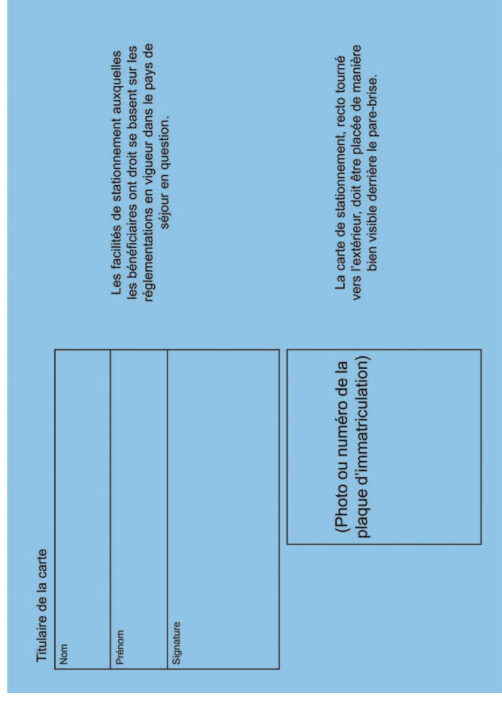 Titulaire de la carte
Nom
Prénom
Signature
(Photo ou numéro de la
plaque d'immatriculation)
Les facilités de stationnement auxquelles
les bénéficiaires ont droit se basent sur les
réglementations en vigueur dans le pays de
séjour en question.
La carte de stationnement, recto tourné
vers l'extérieur, doit être placée de manière
bien visible derrière le pare-brise.